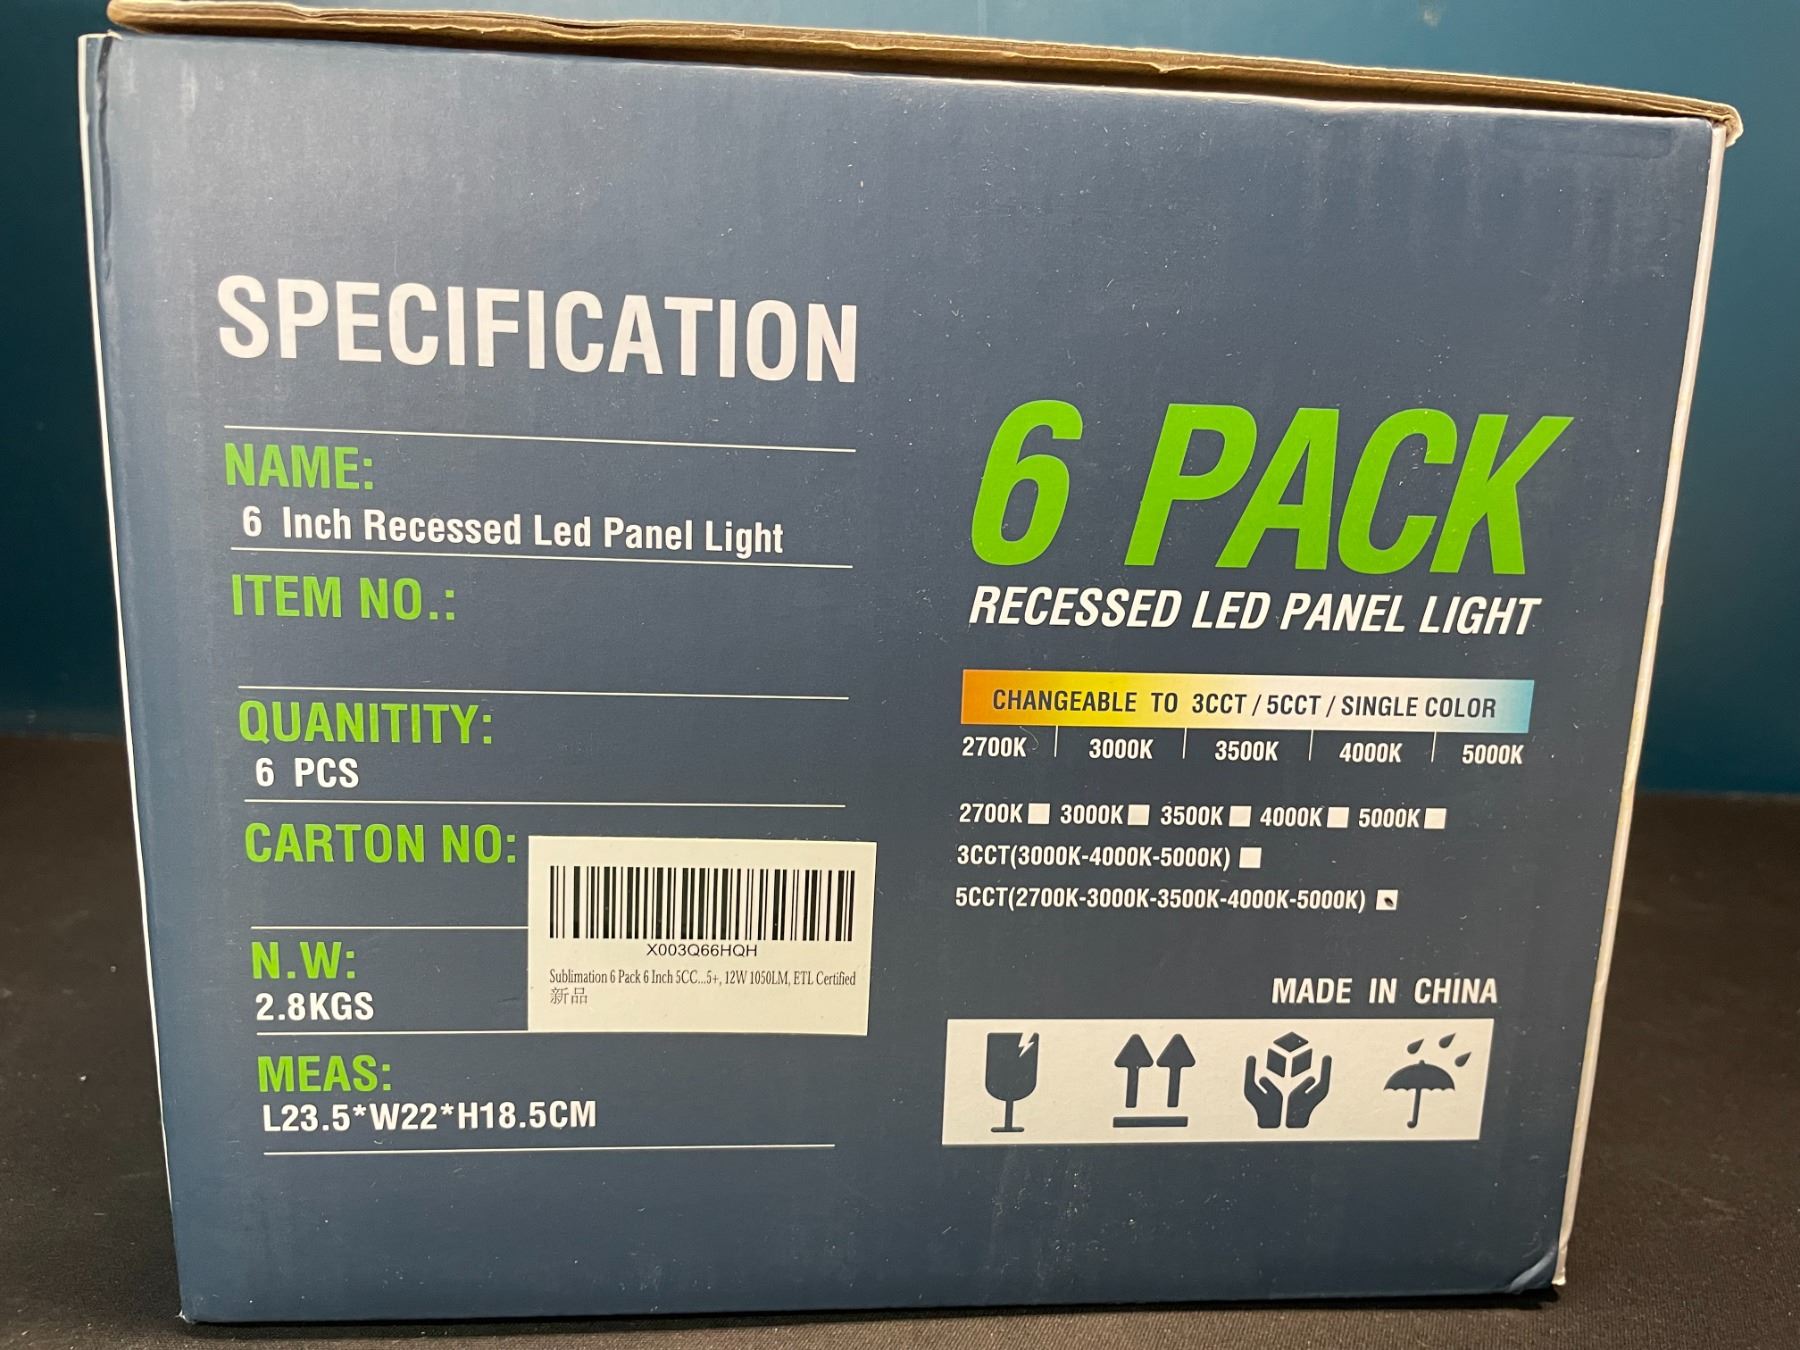 SPECIFICATION
NAME:
6 Inch Recessed Led Panel Light
ITEM NO.:
QUANITITY:
6 PCS
CARTON NO:
N.W:
2.8KGS
MEAS:
L23.5*W22*H18.5CM
X003Q66HQH
Sublimation 6 Pack 6 Inch 5CC...5+, 12W 1050LM, ETL Certified
新品
6 PACK
RECESSED LED PANEL LIGHT
CHANGEABLE TO 3CCT / 5CCT / SINGLE COLOR
2700K 3000K 3500K 4000K 5000K
2700K 3000K 3500K 4000K 5000K
3CCT(3000K-4000K-5000K)
5CCT(2700K-3000K-3500K-4000K-5000K)
MADE IN CHINA